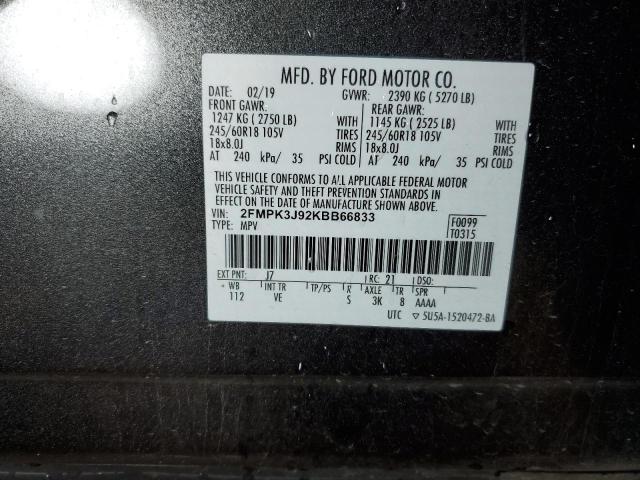 MFD. BY FORD MOTOR CO.
DATE: 02/19 GVWR: 2390 KG ( 5270 LB)
FRONT GAWR: REAR GAWR:
1247 KG ( 2750 LB) WITH 1145 KG ( 2525 LB) WITH
245/60R18 105V TIRES 245/60R18 105V TIRES
18x8.0J RIMS 18x8.0J RIMS
AT 240 kPa/ 35 PSI COLD AT 240 kPa/ 35 PSI COLD
THIS VEHICLE CONFORMS TO ALL APPLICABLE FEDERAL MOTOR
VEHICLE SAFETY AND THEFT PREVENTION STANDARDS IN
EFFECT ON THE DATE OF MANUFACTURE SHOWN ABOVE.
VIN: 2FMPK3J92KBB66833 F0099
TYPE: MPV T0315
EXT PNT: J7 RC: 21 DSO:
WB INT TR TP/PS R AXLE TR SPR
112 VE S 3K 8 AAAA
UTC ▽ 5U5A-1520472-BA